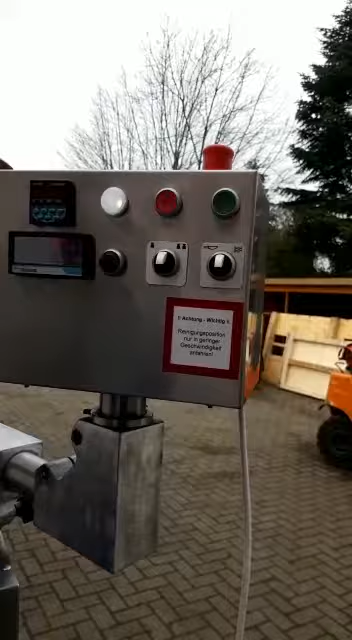 !! Achtung - Wichtig !!
Reinigungsposition
nur in geringer
Geschwindigkeit
anfahren!